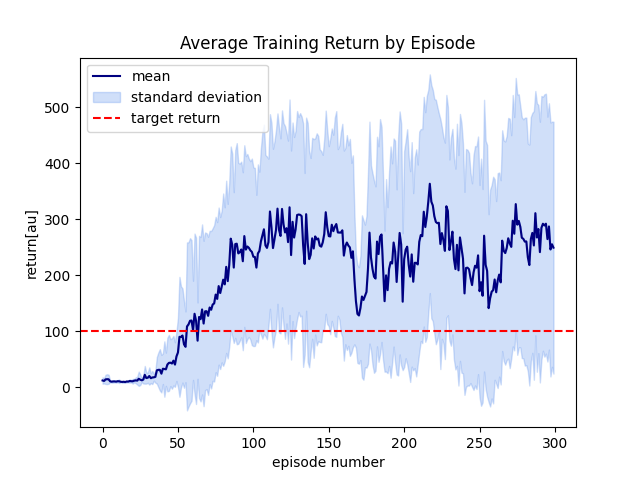 Average Training Return by Episode
mean
standard deviation
target return
500
400
300
200
100
0
return[au]
0 50 100 150 200 250 300
episode number